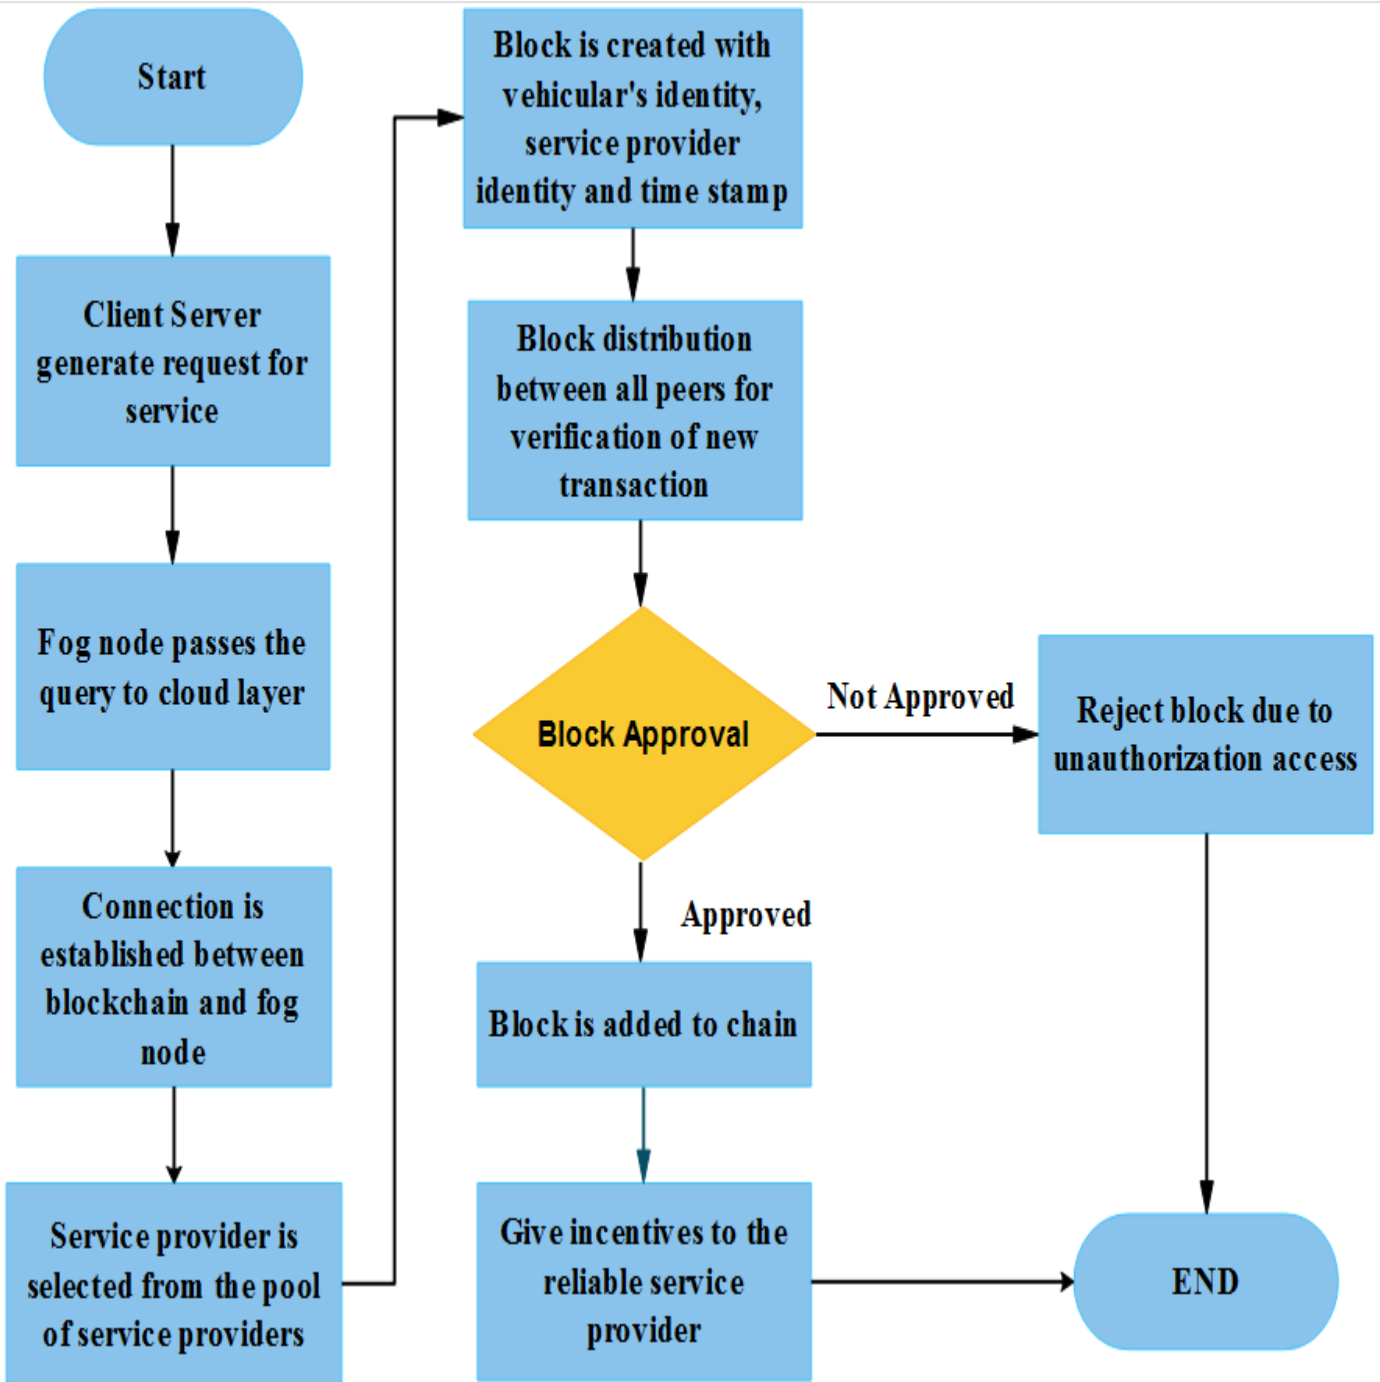 Start
Client Server
generate request for
service
Fog node passes the
query to cloud layer
Connection is
established between
blockchain and fog
node
Service provider is
selected from the pool
of service providers
Block is created with
vehicular's identity,
service provider
identity and time stamp
Block distribution
between all peers for
verification of new
transaction
Block Approval
Not Approved
Reject block due to
unauthorization access
Approved
Block is added to chain
Give incentives to the
reliable service
provider
END